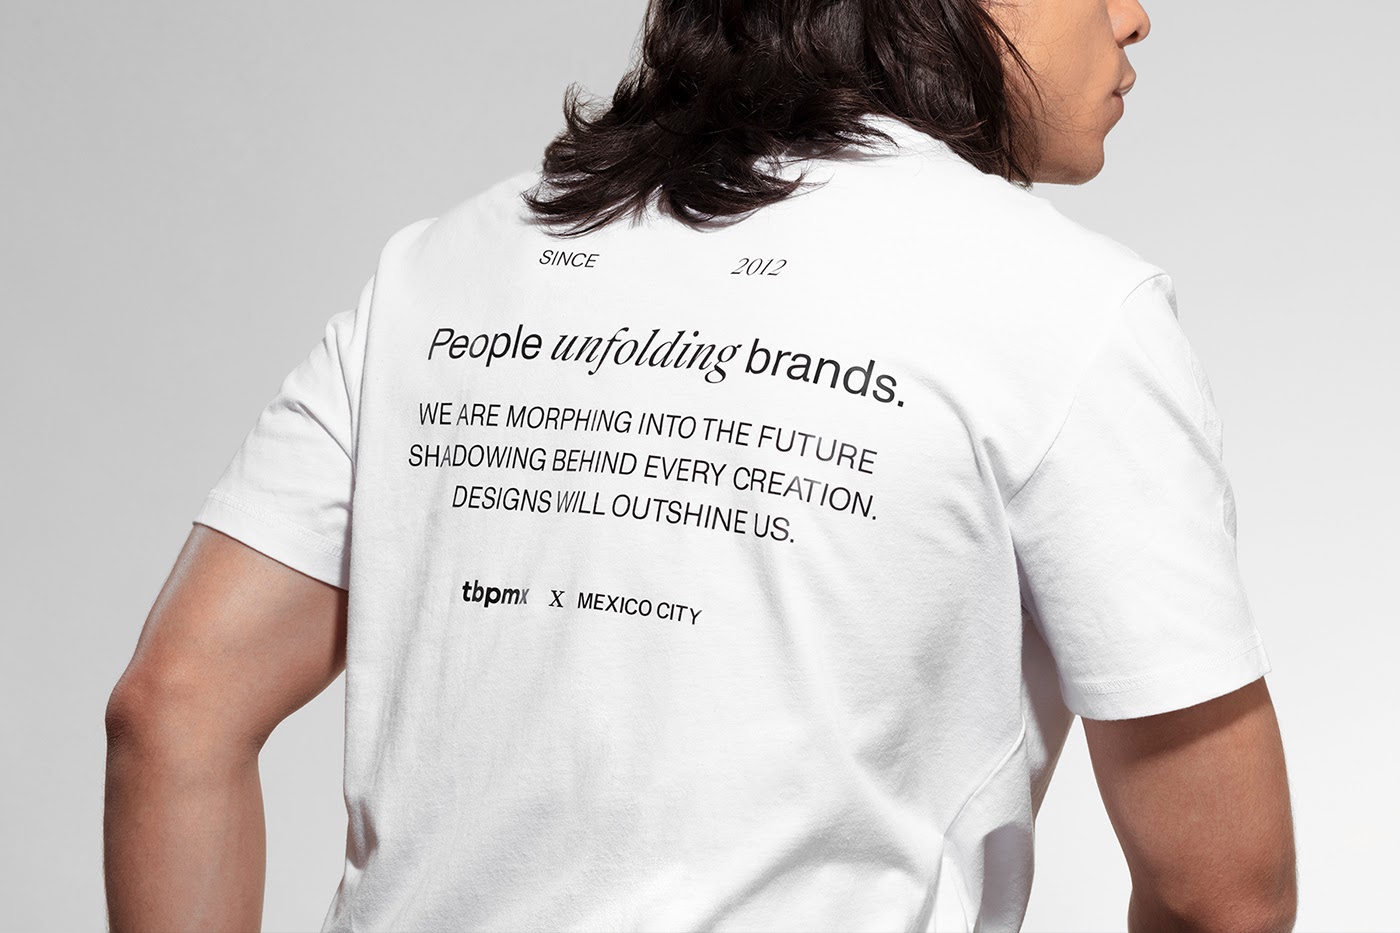 SINCE 2012
People unfolding brands.
WE ARE MORPHING INTO THE FUTURE
SHADOWING BEHIND EVERY CREATION.
DESIGNS WILL OUTSHINE US.
tbpmx X MEXICO CITY